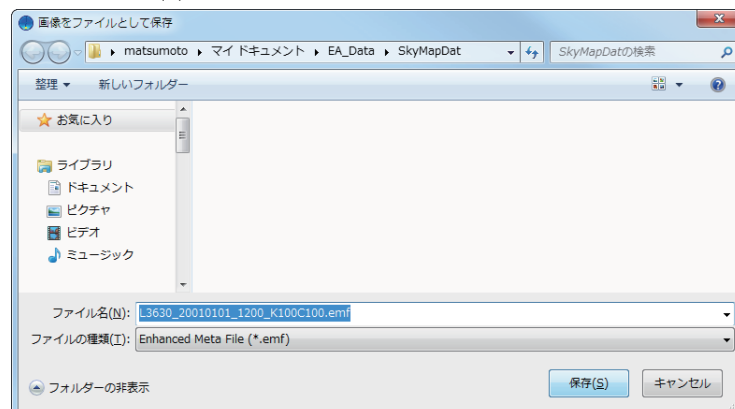 画像をファイルとして保存
matsumoto ▸ マイ ドキュメント ▸ EA_Data ▸ SkyMapDat
SkyMapDatの検索
整理 ▼ 新しいフォルダー
お気に入り
ライブラリ
ドキュメント
ピクチャ
ビデオ
ミュージック
ファイル名(N): L3630_20010101_1200_K100C100.emf
ファイルの種類(T): Enhanced Meta File (*.emf)
フォルダーの非表示
保存(S) キャンセル